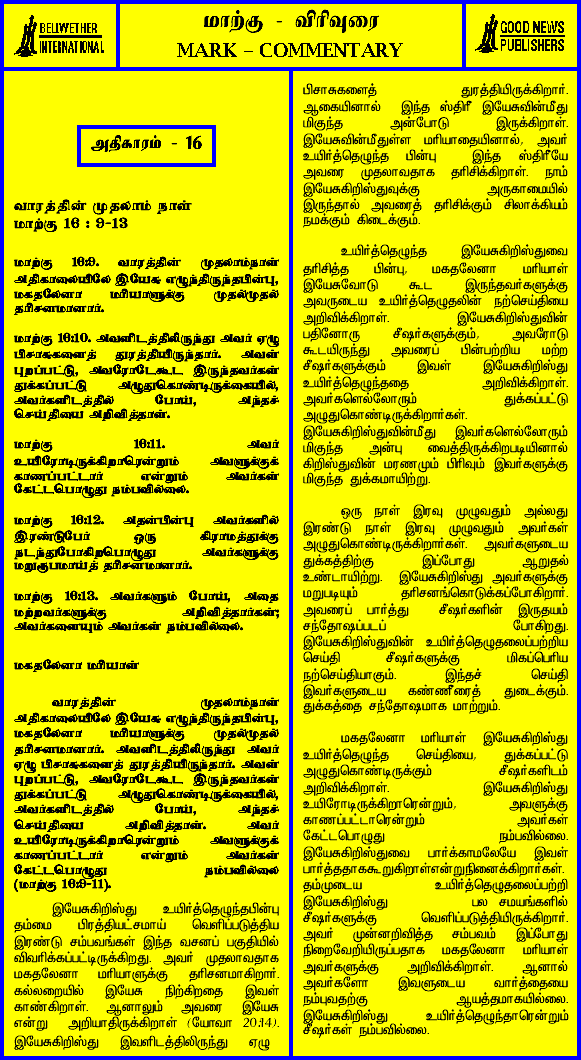 BELWETHER
INTERNATIONAL
மாற்கு - விரிவுரை
MARK – COMMENTARY
GOOD NEWS
PUBLISHERS
அதிகாரம் - 16
வாரத்தின் முதலாம் நாள்
மாற்கு 16 : 9-13
மாற்கு 16:9. வாரத்தின் முதலாம்நாள்
அதிகாலையிலே இயேசு எழுந்திருந்தபின்பு,
மகதலேனா மரியாளுக்கு முதல்முதல்
தரிசனமானார்.
மாற்கு 16:10. அவளிடத்திலிருந்து அவர் ஏழு
பிசாசுகளைத் துரத்தியிருந்தார். அவள்
புறப்பட்டு, அவரோடேகூட இருந்தவர்கள்
துக்கப்பட்டு அழுதுகொண்டிருக்கையில்,
அவர்களிடத்தில் போய், அந்தச்
செய்தியை அறிவித்தாள்.
மாற்கு 16:11. அவர்
உயிரோடிருக்கிறாரென்றும் அவளுக்குக்
காணப்பட்டார் என்றும் அவர்கள்
கேட்டபொழுது நம்பவில்லை.
மாற்கு 16:12. அதன்பின்பு அவர்களில்
இரண்டுபேர் ஒரு கிராமத்துக்கு
நடந்துபோகிறபொழுது அவர்களுக்கு
மறுரூபமாய்த் தரிசனமானார்.
மாற்கு 16:13. அவர்களும் போய், அதை
மற்றவர்களுக்கு அறிவித்தார்கள்;
அவர்களையும் அவர்கள் நம்பவில்லை.
மகதலேனா மரியாள்
வாரத்தின் முதலாம்நாள்
அதிகாலையிலே இயேசு எழுந்திருந்தபின்பு,
மகதலேனா மரியாளுக்கு முதல்முதல்
தரிசனமானார். அவளிடத்திலிருந்து அவர்
ஏழு பிசாசுகளைத் துரத்தியிருந்தார். அவள்
புறப்பட்டு, அவரோடேகூட இருந்தவர்கள்
துக்கப்பட்டு அழுதுகொண்டிருக்கையில்,
அவர்களிடத்தில் போய், அந்தச்
செய்தியை அறிவித்தாள். அவர்
உயிரோடிருக்கிறாரென்றும் அவளுக்குக்
காணப்பட்டார் என்றும் அவர்கள்
கேட்டபொழுது நம்பவில்லை
(மாற்கு 16:9-11).
இயேசுகிறிஸ்து உயிர்த்தெழுந்தபின்பு
தம்மை பிரத்தியட்சமாய் வெளிப்படுத்திய
இரண்டு சம்பவங்கள் இந்த வசனப் பகுதியில்
விவரிக்கப்பட்டிருக்கிறது. அவர் முதலாவதாக
மகதலேனா மரியாளுக்கு தரிசனமாகிறார்.
கல்லறையில் இயேசு நிற்கிறதை இவள்
காண்கிறாள். ஆனாலும் அவரை இயேசு
என்று அறியாதிருக்கிறாள் (யோவா 20:14).
இயேசுகிறிஸ்து இவளிடத்திலிருந்து ஏழு
பிசாசுகளைத் துரத்தியிருக்கிறார்.
ஆகையினால் இந்த ஸ்திரீ இயேசுவின்மீது
மிகுந்த அன்போடு இருக்கிறாள்.
இயேசுவின்மீதுள்ள மரியாதையினால், அவர்
உயிர்த்தெழுந்த பின்பு இந்த ஸ்திரீயே
அவரை முதலாவதாக தரிசிக்கிறாள். நாம்
இயேசுகிறிஸ்துவுக்கு அருகாமையில்
இருந்தால் அவரைத் தரிசிக்கும் சிலாக்கியம்
நமக்கும் கிடைக்கும்.
உயிர்த்தெழுந்த இயேசுகிறிஸ்துவை
தரிசித்த பின்பு, மகதலேனா மரியாள்
இயேசுவோடு கூட இருந்தவர்களுக்கு
அவருடைய உயிர்த்தெழுதலின் நற்செய்தியை
அறிவிக்கிறாள். இயேசுகிறிஸ்துவின்
பதினோரு சீஷர்களுக்கும், அவரோடு
கூடயிருந்து அவரைப் பின்பற்றிய மற்ற
சீஷர்களுக்கும் இவள் இயேசுகிறிஸ்து
உயிர்த்தெழுந்ததை அறிவிக்கிறாள்.
அவர்களெல்லோரும் துக்கப்பட்டு
அழுதுகொண்டிருக்கிறார்கள்.
இயேசுகிறிஸ்துவின்மீது இவர்களெல்லோரும்
மிகுந்த அன்பு வைத்திருக்கிறபடியினால்
கிறிஸ்துவின் மரணமும் பிரிவும் இவர்களுக்கு
மிகுந்த துக்கமாயிற்று.
ஒரு நாள் இரவு முழுவதும் அல்லது
இரண்டு நாள் இரவு முழுவதும் அவர்கள்
அழுதுகொண்டிருக்கிறார்கள். அவர்களுடைய
துக்கத்திற்கு இப்போது ஆறுதல்
உண்டாயிற்று. இயேசுகிறிஸ்து அவர்களுக்கு
மறுபடியும் தரிசனங்கொடுக்கப்போகிறார்.
அவரைப் பார்த்து சீஷர்களின் இருதயம்
சந்தோஷப்படப் போகிறது.
இயேசுகிறிஸ்துவின் உயிர்த்தெழுதலைப்பற்றிய
செய்தி சீஷர்களுக்கு மிகப்பெரிய
நற்செய்தியாகும். இந்தச் செய்தி
இவர்களுடைய கண்ணீரைத் துடைக்கும்.
துக்கத்தை சந்தோஷமாக மாற்றும்.
மகதலேனா மரியாள் இயேசுகிறிஸ்து
உயிர்த்தெழுந்த செய்தியை, துக்கப்பட்டு
அழுதுகொண்டிருக்கும் சீஷர்களிடம்
அறிவிக்கிறாள். இயேசுகிறிஸ்து
உயிரோடிருக்கிறாரென்றும், அவளுக்கு
காணப்பட்டாரென்றும் அவர்கள்
கேட்டபொழுது நம்பவில்லை.
இயேசுகிறிஸ்துவை பார்க்காமலேயே இவள்
பார்த்ததாககூறுகிறாள்என்றுநினைக்கிறார்கள்.
தம்முடைய உயிர்த்தெழுதலைப்பற்றி
இயேசுகிறிஸ்து பல சமயங்களில்
சீஷர்களுக்கு வெளிப்படுத்தியிருக்கிறார்.
அவர் முன்னறிவித்த சம்பவம் இப்போது
நிறைவேறியிருப்பதாக மகதலேனா மரியாள்
அவர்களுக்கு அறிவிக்கிறாள். ஆனால்
அவர்களோ இவளுடைய வார்த்தையை
நம்புவதற்கு ஆயத்தமாகயில்லை.
இயேசுகிறிஸ்து உயிர்த்தெழுந்தாரென்றும்
சீஷர்கள் நம்பவில்லை.